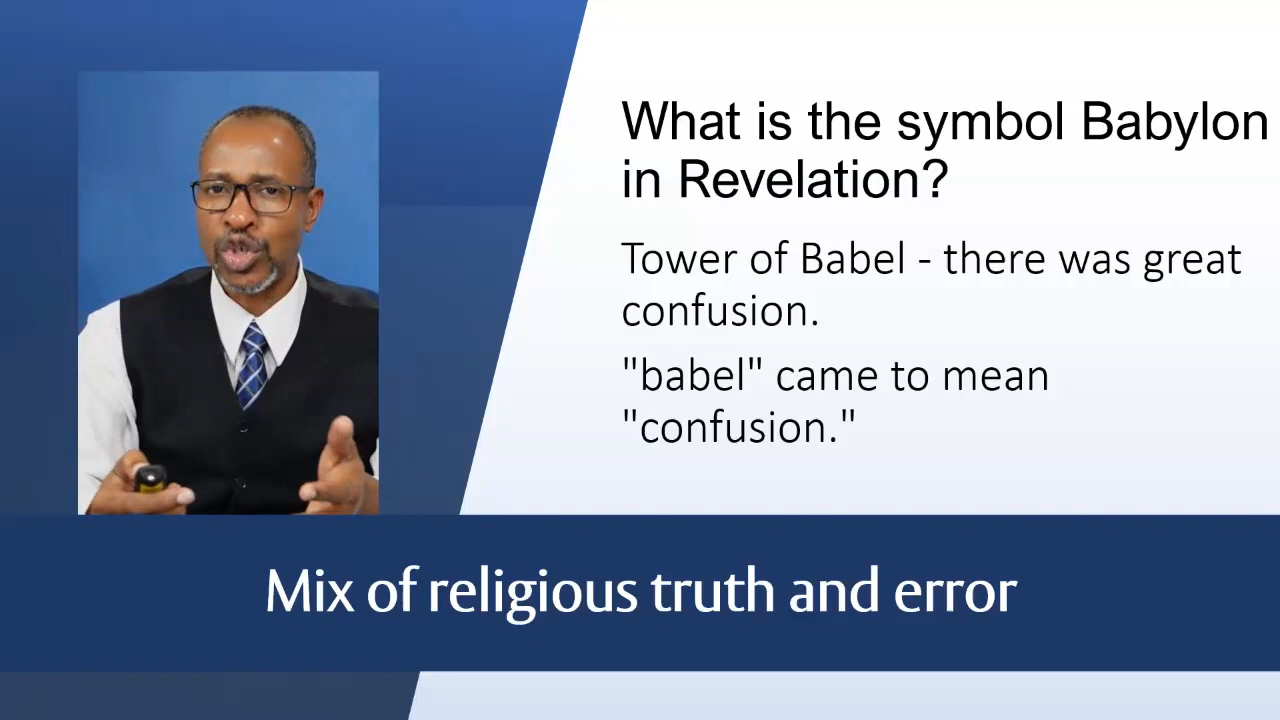 What is the symbol Babylon
in Revelation?
Tower of Babel - there was great
confusion.
"babel" came to mean
"confusion."
Mix of religious truth and error